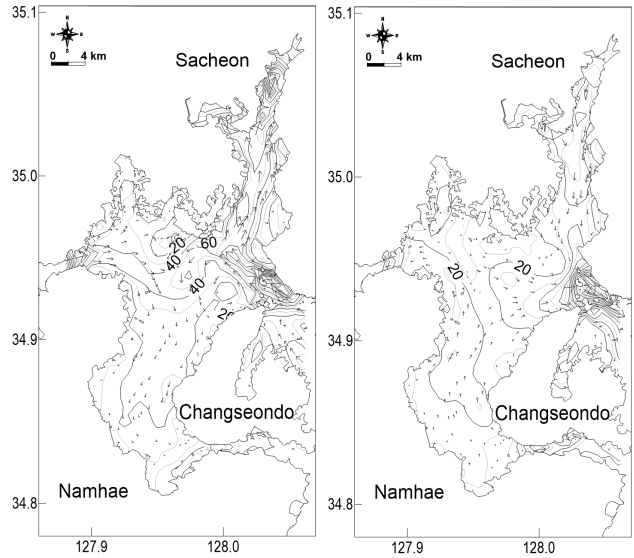 35.1
N
W E
S
0 4 km
Sacheon
35.0
20
60
40
40
34.9
Changseondo
34.8
Namhae
127.9 128.0
35.1
N
W E
S
0 4 km
Sacheon
35.0
20
20
34.9
Changseondo
34.8
Namhae
127.9 128.0